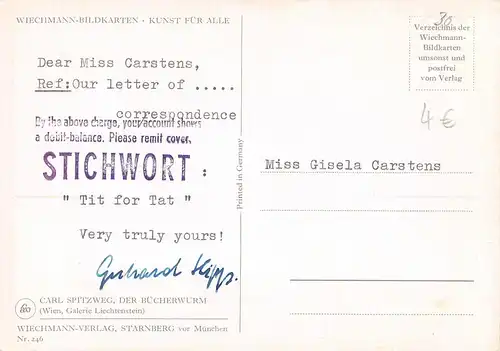 WIECHMANN-BILDKARTEN · KUNST FÜR ALLE
30
Verzeichnis der
Wiechmann-
Bildkarten
umsonst und
postfrei
vom Verlag
4 €
Dear Miss Carstens,
Ref:Our letter of .....
correspondence
By the above charge, your account shows
a debit-balance. Please remit cover.
STICHWORT :
" Tit for Tat "
Very truly yours!
Gerhard
Printed in Germany
Miss Gisela Carstens
CARL SPITZWEG, DER BÜCHERWURM
(Wien, Galerie Liechtenstein)
WIECHMANN-VERLAG, STARNBERG vor München
Nr. 246